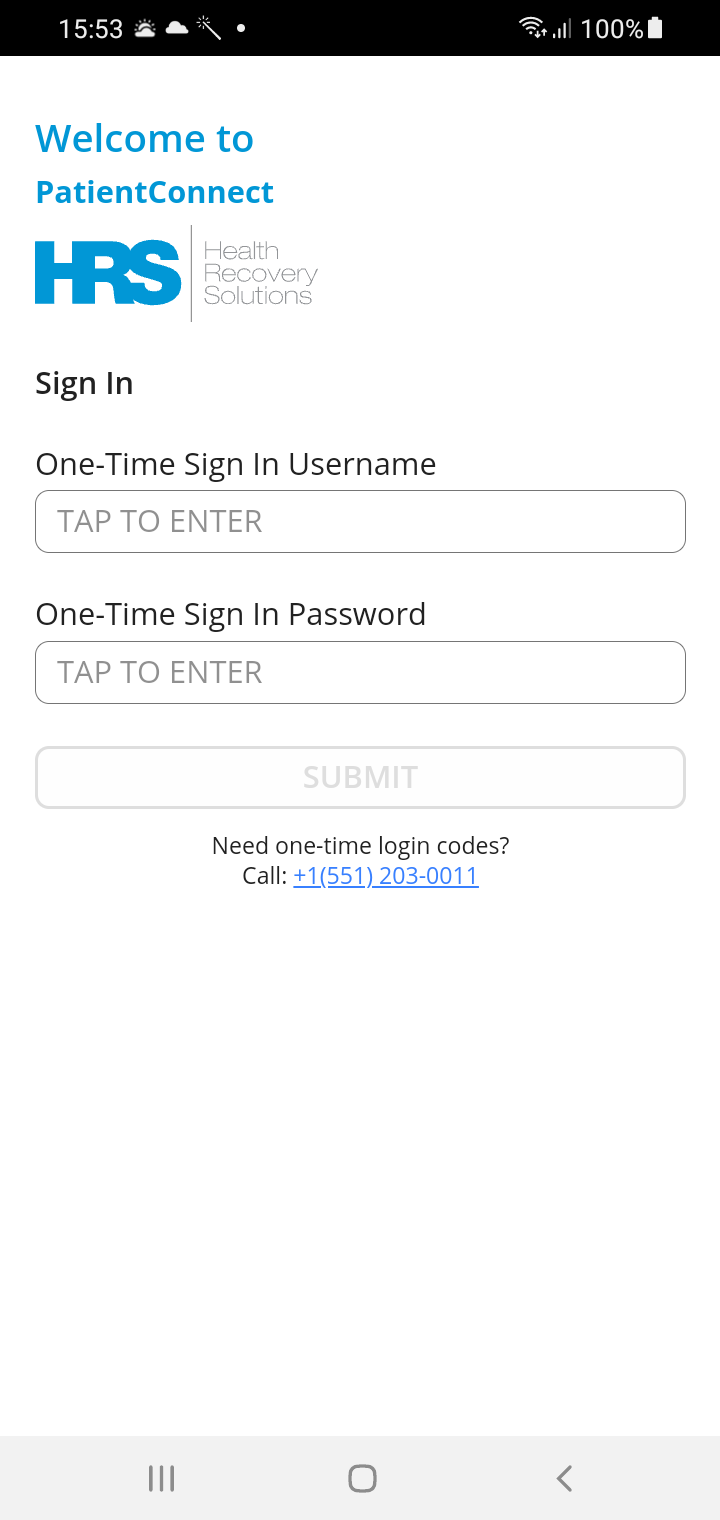 15:53
100%
Welcome to
PatientConnect
HRS
Health
Recovery
Solutions
Sign In
One-Time Sign In Username
TAP TO ENTER
One-Time Sign In Password
TAP TO ENTER
SUBMIT
Need one-time login codes?
Call: +1(551) 203-0011